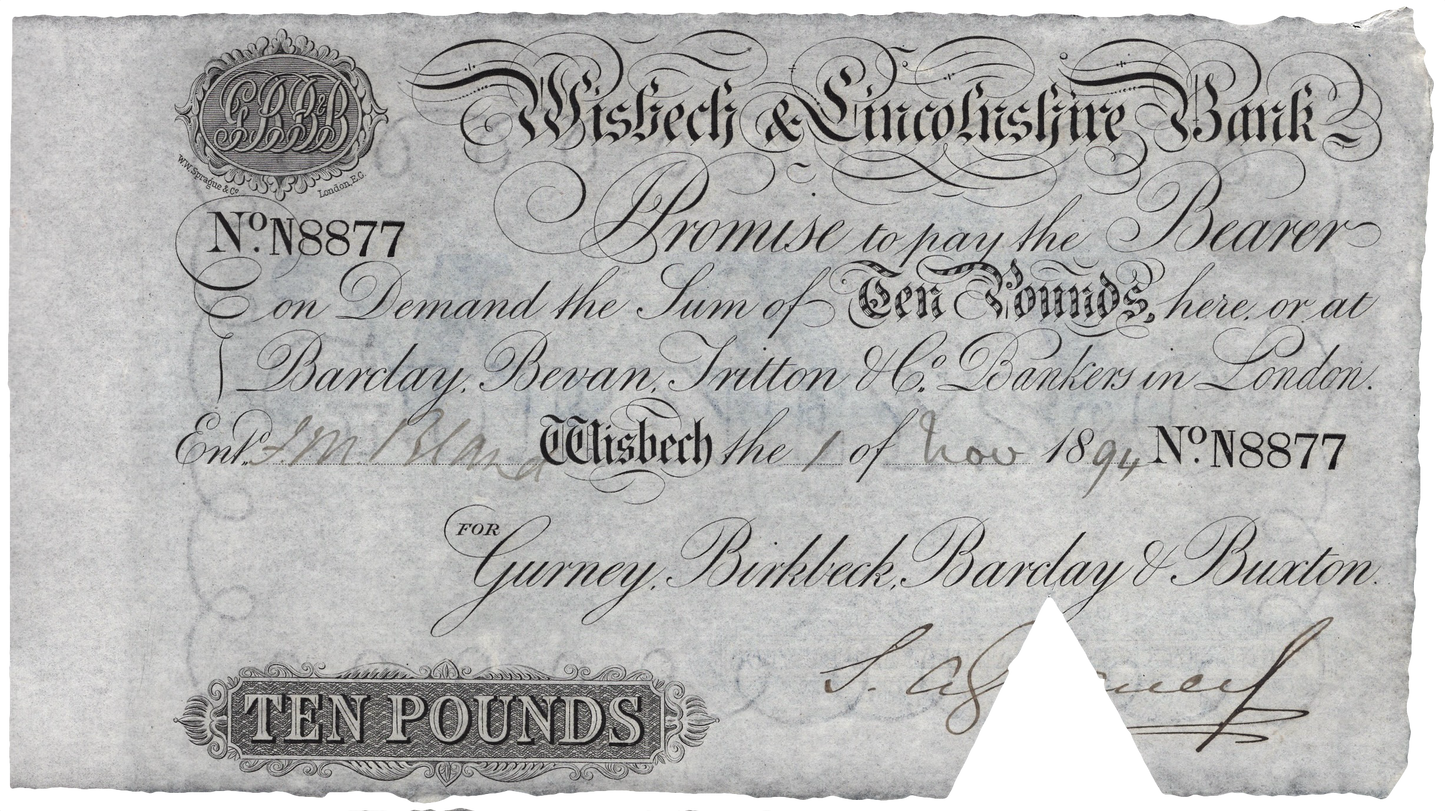 GBB&B
Wisbech & Lincolnshire Bank
W.W. Sprague & Co. London, E.C.
No. N8877
I Promise to pay the Bearer
on Demand the Sum of Ten Pounds, here, or at
Barclay, Bevan, Tritton & Co. Bankers in London.
Entd. J. M. Bland Wisbech the 1 of Nov 1894 No. N8877
FOR
Gurney, Birkbeck, Barclay & Buxton.
S. A G
TEN POUNDS